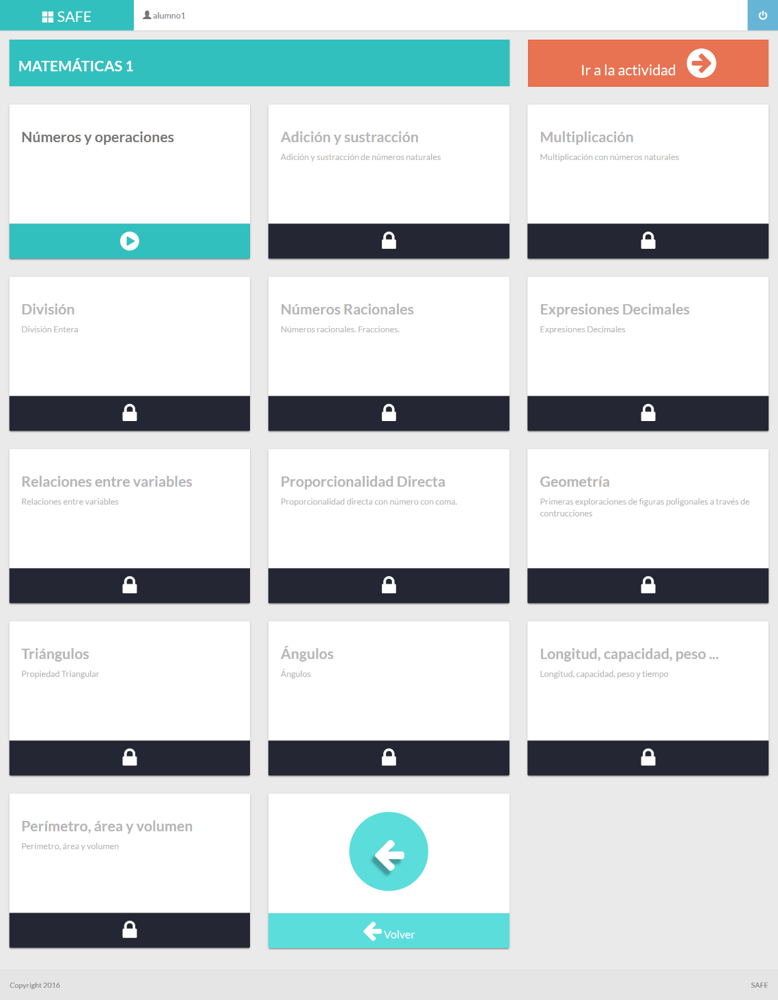 SAFE
alumno1
MATEMÁTICAS 1
Ir a la actividad
Números y operaciones
Adición y sustracción
Adición y sustracción de números naturales
Multiplicación
Multiplicación con números naturales
División
División Entera
Números Racionales
Números racionales. Fracciones.
Expresiones Decimales
Expresiones Decimales
Relaciones entre variables
Relaciones entre variables
Proporcionalidad Directa
Proporcionalidad directa con número con coma.
Geometría
Primeras exploraciones de figuras poligonales a través de
contrucciones
Triángulos
Propiedad Triangular
Ángulos
Ángulos
Longitud, capacidad, peso ...
Longitud, capacidad, peso y tiempo
Perímetro, área y volumen
Perímetro, área y volumen
Volver
Copyright 2016
SAFE